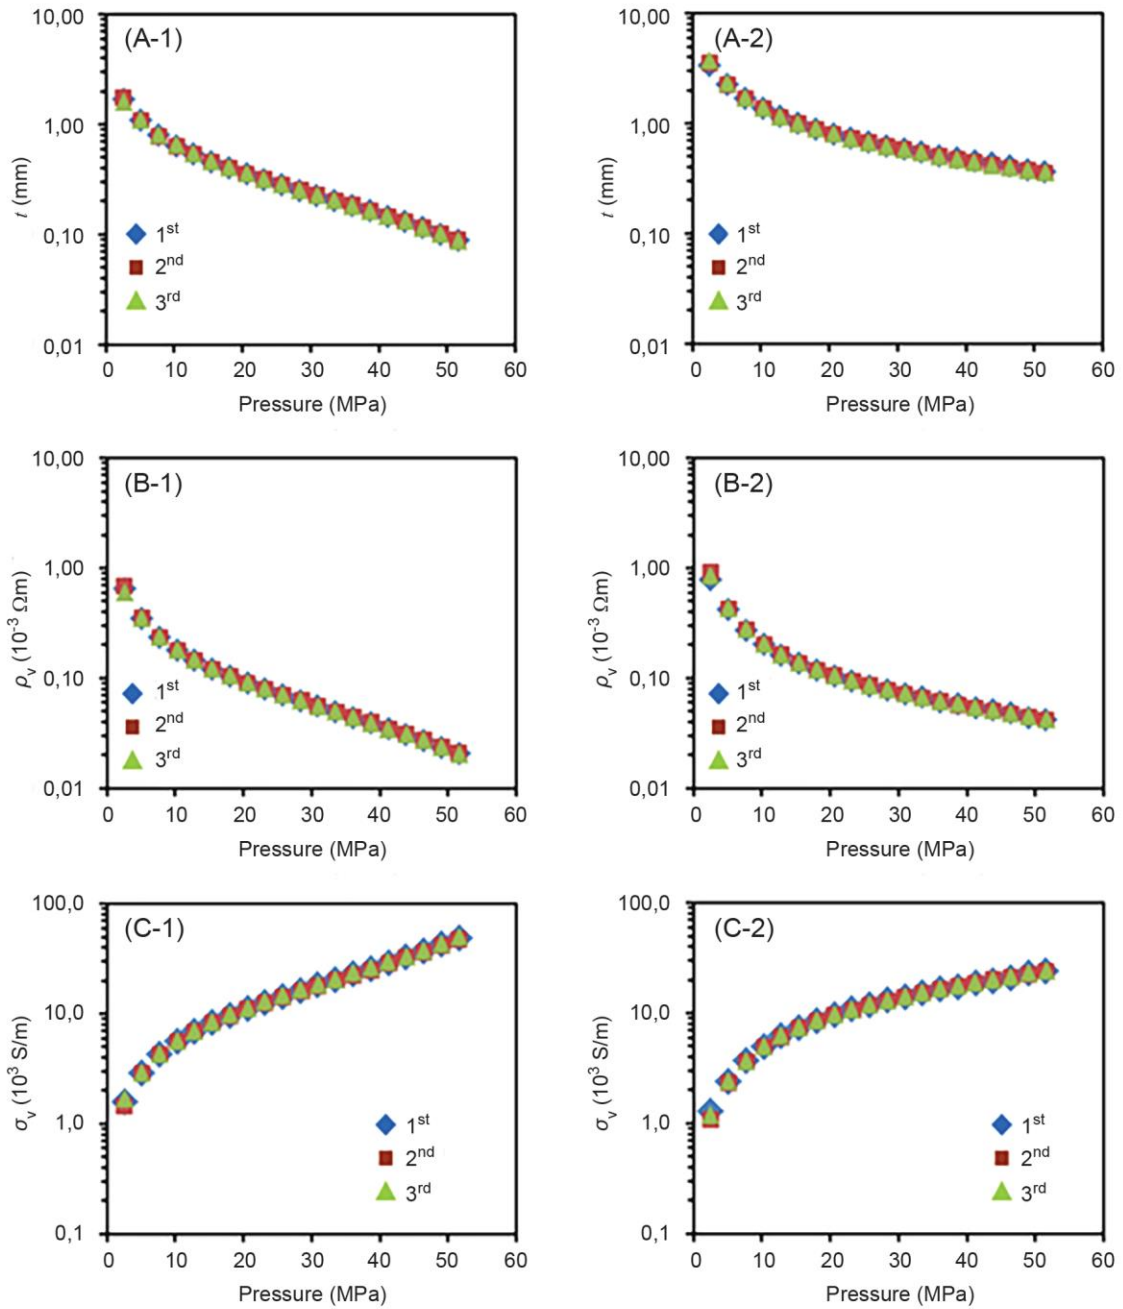 (A-1)
10,00
1,00
0,10
0,01
t (mm)
1st
2nd
3rd
0 10 20 30 40 50 60
Pressure (MPa)
(A-2)
10,00
1,00
0,10
0,01
t (mm)
1st
2nd
3rd
0 10 20 30 40 50 60
Pressure (MPa)
(B-1)
10,00
1,00
0,10
0,01
ρv (10-3 Ωm)
1st
2nd
3rd
0 10 20 30 40 50 60
Pressure (MPa)
(B-2)
10,00
1,00
0,10
0,01
ρv (10-3 Ωm)
1st
2nd
3rd
0 10 20 30 40 50 60
Pressure (MPa)
(C-1)
100,0
10,0
1,0
0,1
σv (103 S/m)
1st
2nd
3rd
0 10 20 30 40 50 60
Pressure (MPa)
(C-2)
100,0
10,0
1,0
0,1
σv (103 S/m)
1st
2nd
3rd
0 10 20 30 40 50 60
Pressure (MPa)